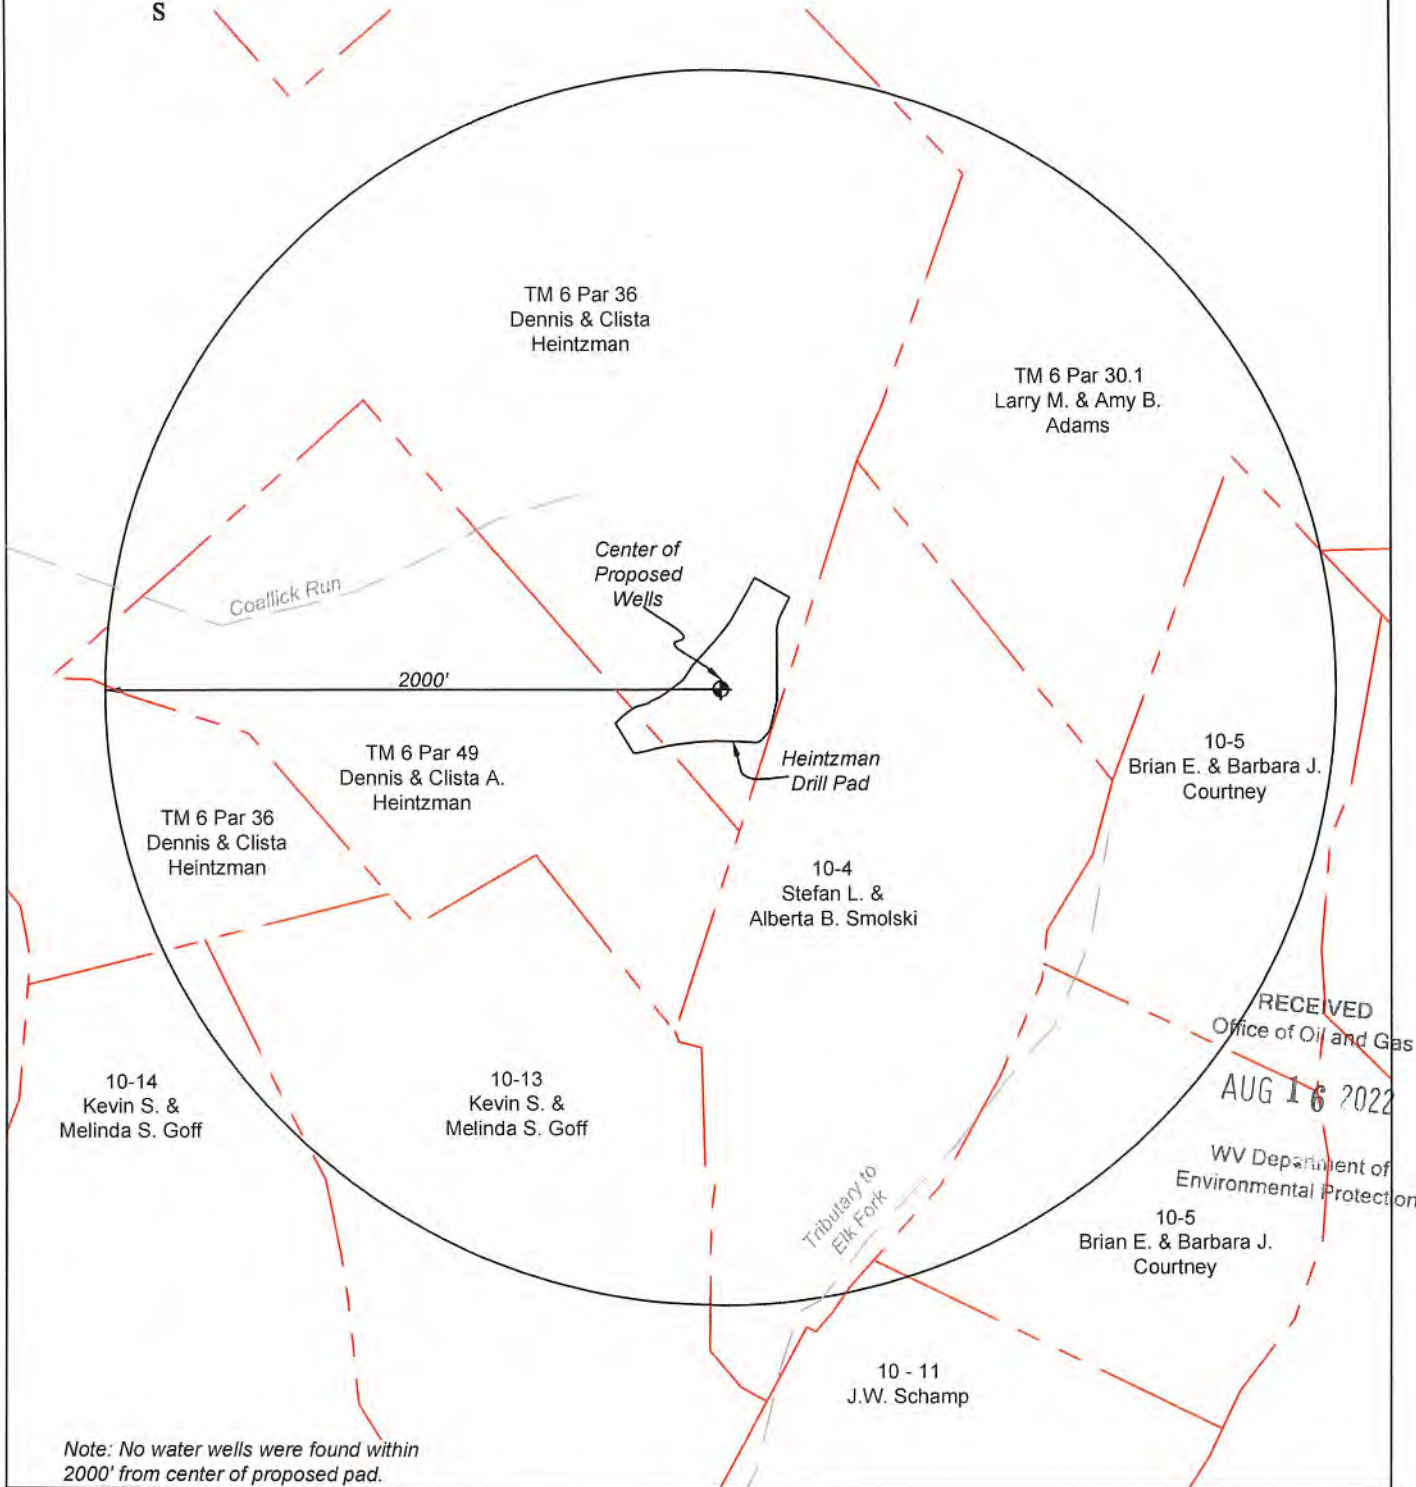 S
TM 6 Par 36
Dennis & Clista
Heintzman
TM 6 Par 30.1
Larry M. & Amy B.
Adams
Center of
Proposed
Wells
Coallick Run
2000'
TM 6 Par 49
Dennis & Clista A.
Heintzman
Heintzman
Drill Pad
10-5
Brian E. & Barbara J.
Courtney
TM 6 Par 36
Dennis & Clista
Heintzman
10-4
Stefan L. &
Alberta B. Smolski
RECEIVED
Office of Oil and Gas
AUG 16 2022
WV Department of
Environmental Protection
10-14
Kevin S. &
Melinda S. Goff
10-13
Kevin S. &
Melinda S. Goff
Tributary to
Elk Fork
10-5
Brian E. & Barbara J.
Courtney
10 - 11
J.W. Schamp
Note: No water wells were found within
2000' from center of proposed pad.